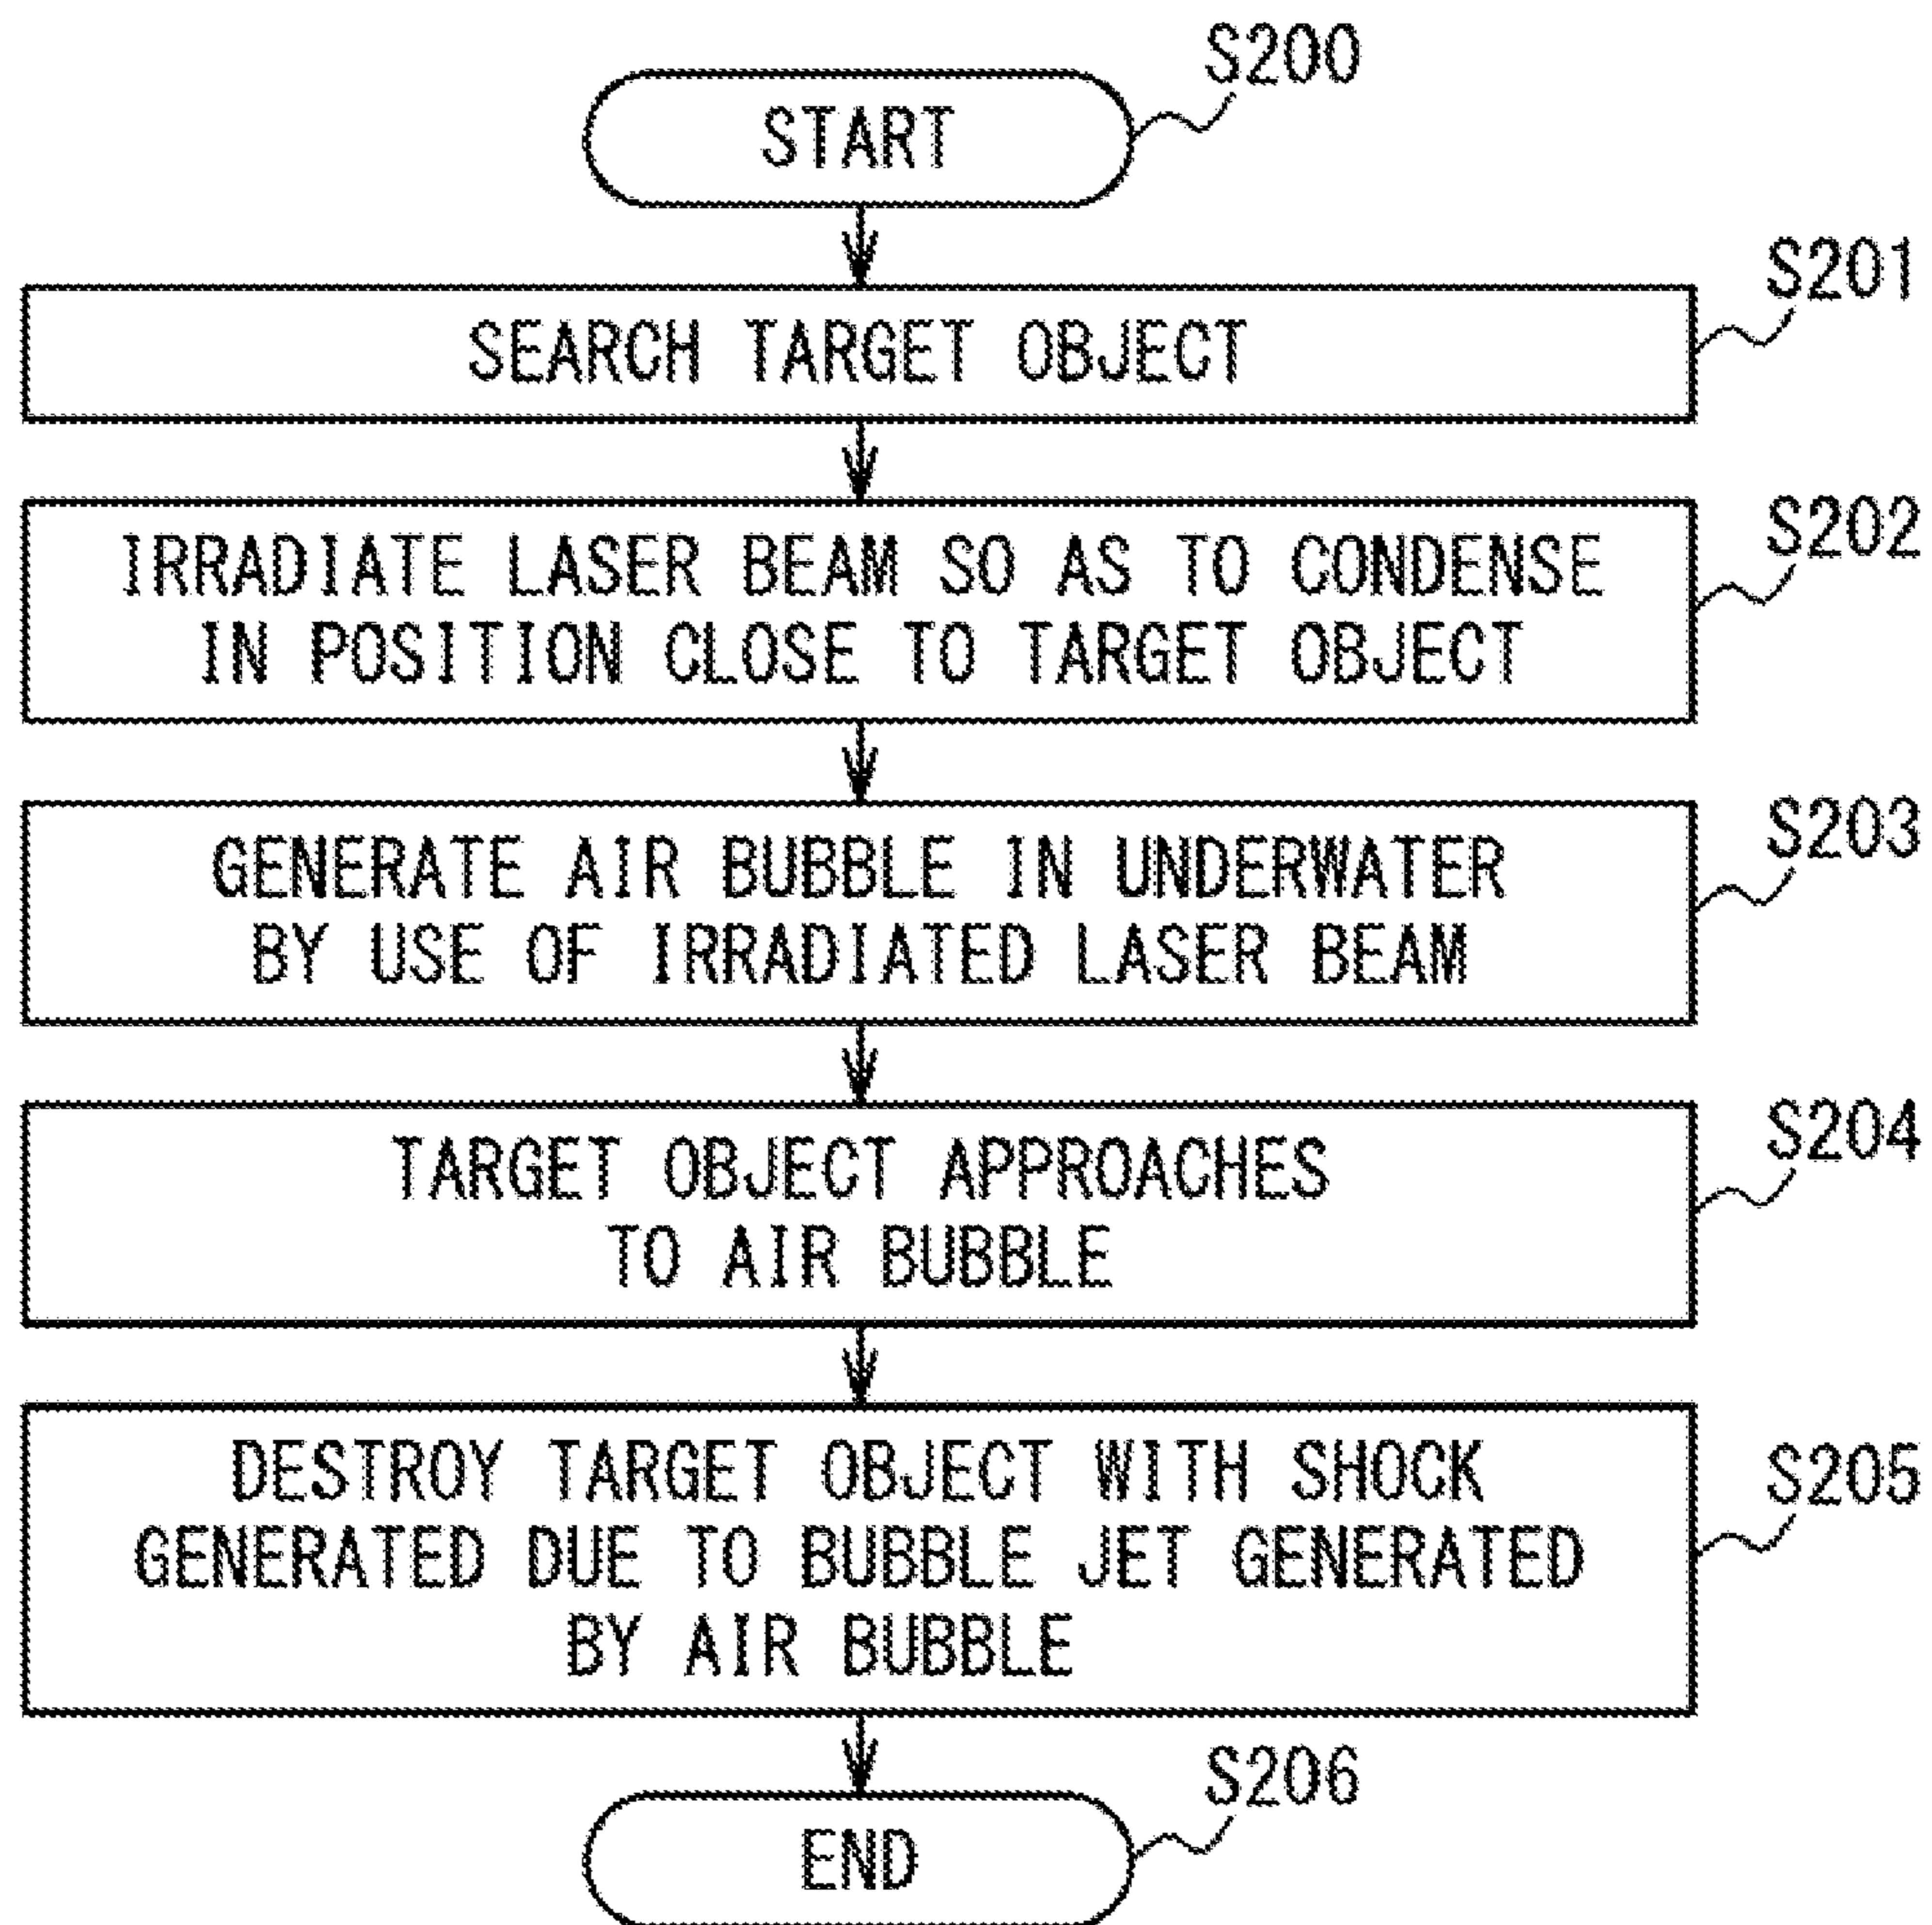 S200
START
S201
SEARCH TARGET OBJECT
S202
IRRADIATE LASER BEAM SO AS TO CONDENSE
IN POSITION CLOSE TO TARGET OBJECT
S203
GENERATE AIR BUBBLE IN UNDERWATER
BY USE OF IRRADIATED LASER BEAM
S204
TARGET OBJECT APPROACHES
TO AIR BUBBLE
S205
DESTROY TARGET OBJECT WITH SHOCK
GENERATED DUE TO BUBBLE JET GENERATED
BY AIR BUBBLE
S206
END